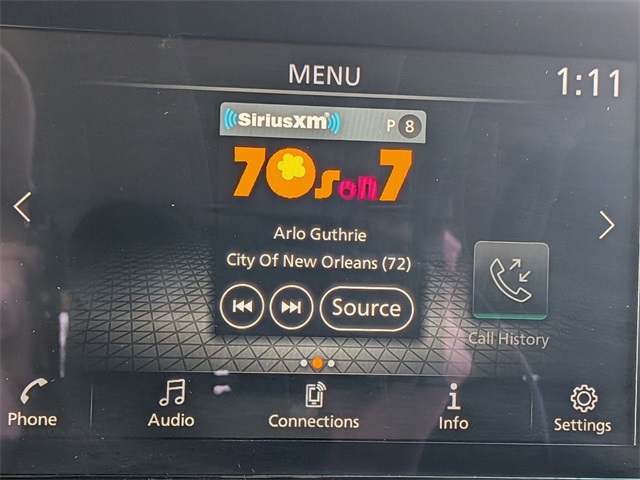 MENU
1:11
SiriusXM
P 8
70s on 7
Arlo Guthrie
City Of New Orleans (72)
Source
Call History
Phone
Audio
Connections
Info
Settings